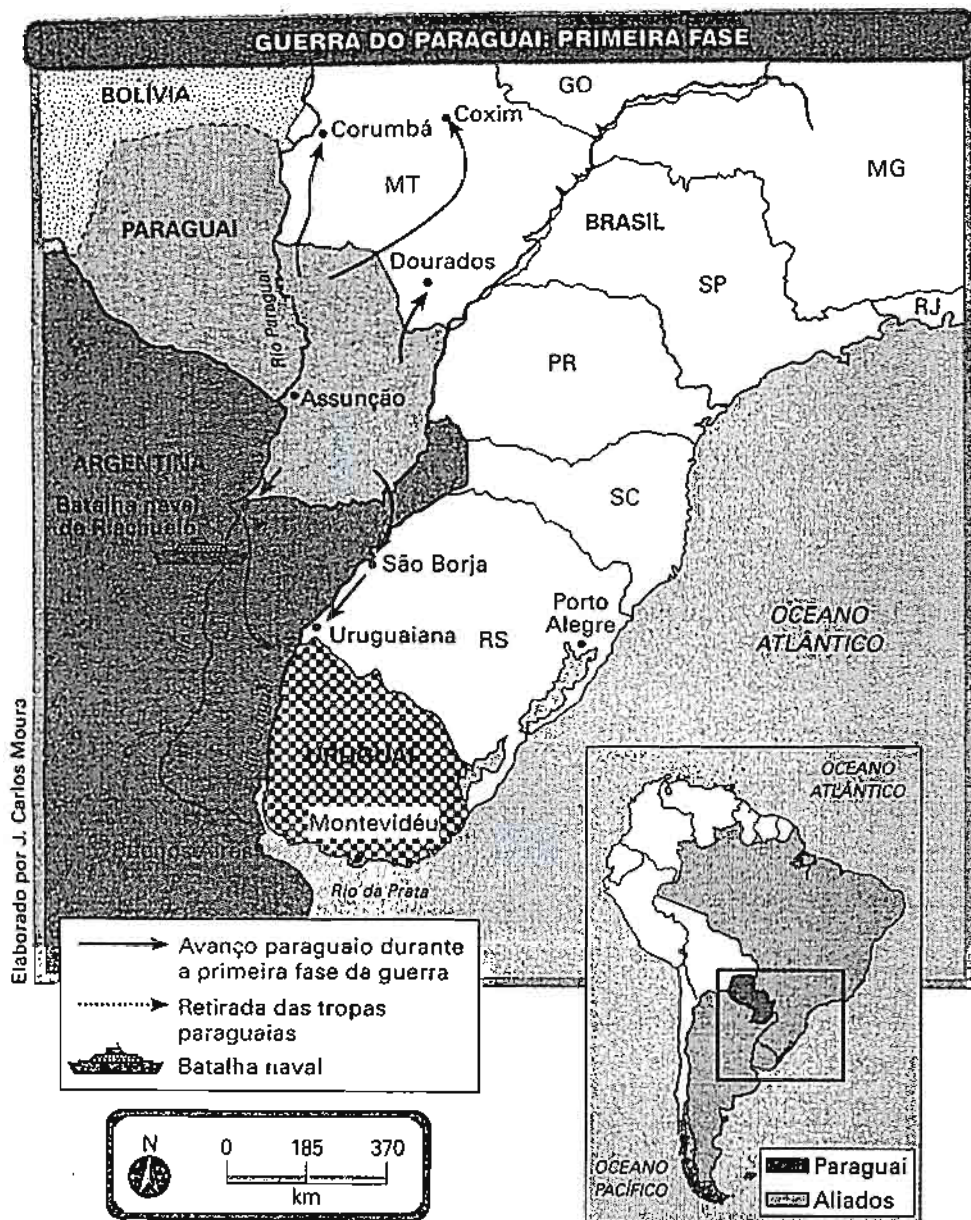 GUERRA DO PARAGUAI: PRIMEIRA FASE
BOLÍVIA
GO
Corumbá
Coxim
MT
MG
PARAGUAI
BRASIL
Dourados
SP
RJ
Rio Paraguai
PR
Assunção
ARGENTINA
SC
Batalha naval
de Riachuelo
São Borja
Porto
Alegre
OCEANO
ATLÂNTICO
Uruguaiana
RS
URUGUAI
Montevidéu
Rio da Prata
Elaborado por J. Carlos Moura
Avanço paraguaio durante
a primeira fase da guerra
Retirada das tropas
paraguaias
Batalha naval
N
0 185 370
km
OCEANO
ATLÂNTICO
OCEANO
PACÍFICO
Paraguai
Aliados